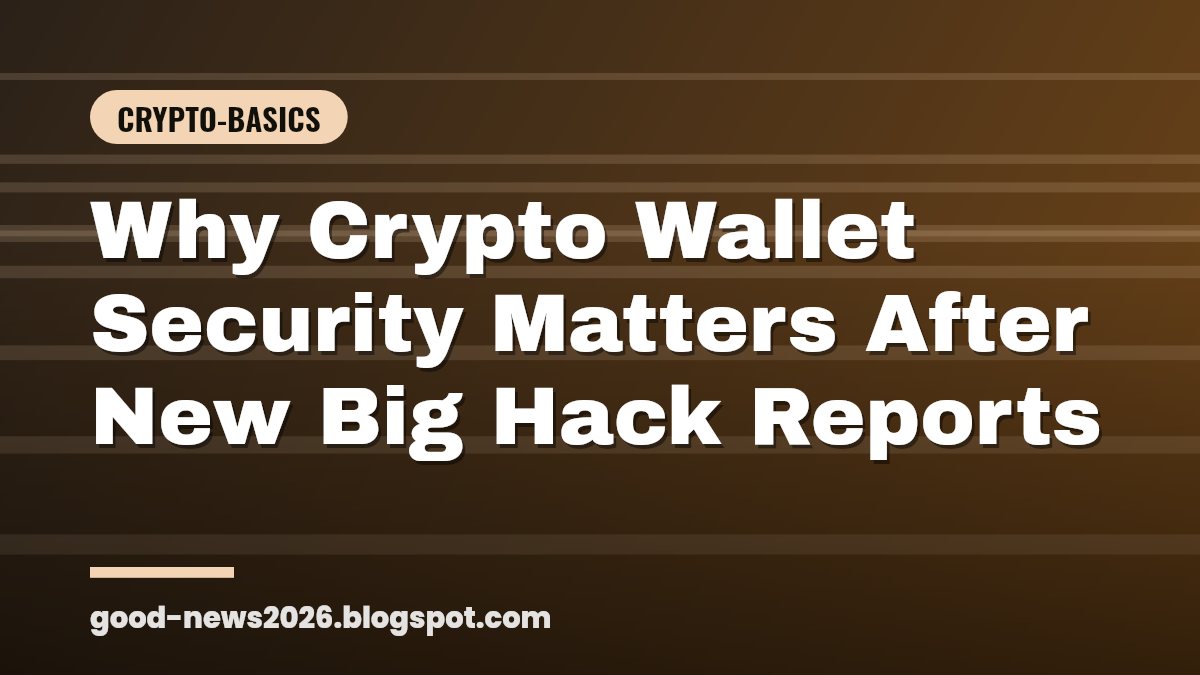 CRYPTO-BASICS
Why Crypto Wallet
Security Matters After
New Big Hack Reports
good-news2026.blogspot.com